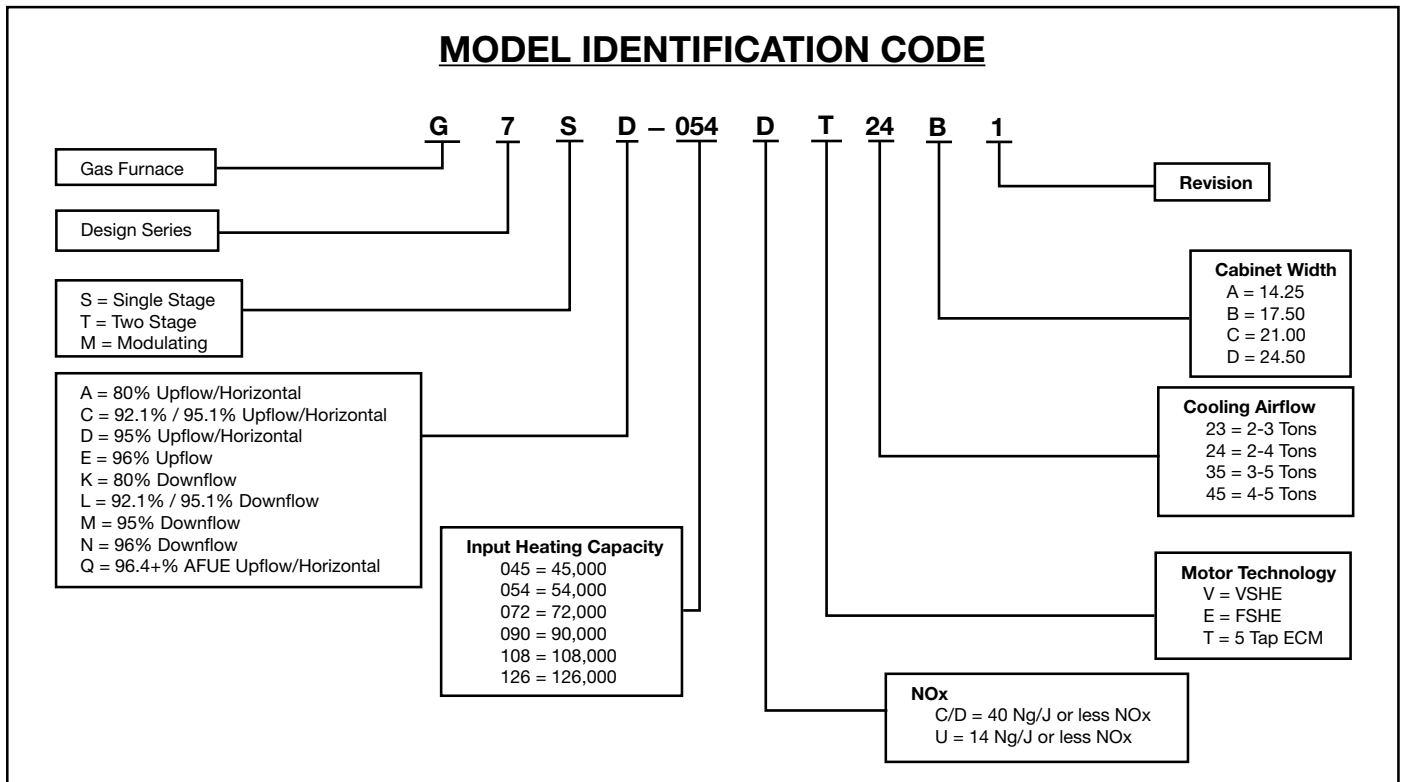 MODEL IDENTIFICATION CODE
G 7 S D – 054 D T 24 B 1
Gas Furnace
Design Series
S = Single Stage
T = Two Stage
M = Modulating
A = 80% Upflow/Horizontal
C = 92.1% / 95.1% Upflow/Horizontal
D = 95% Upflow/Horizontal
E = 96% Upflow
K = 80% Downflow
L = 92.1% / 95.1% Downflow
M = 95% Downflow
N = 96% Downflow
Q = 96.4+% AFUE Upflow/Horizontal
Input Heating Capacity
045 = 45,000
054 = 54,000
072 = 72,000
090 = 90,000
108 = 108,000
126 = 126,000
Revision
Cabinet Width
A = 14.25
B = 17.50
C = 21.00
D = 24.50
Cooling Airflow
23 = 2-3 Tons
24 = 2-4 Tons
35 = 3-5 Tons
45 = 4-5 Tons
Motor Technology
V = VSHE
E = FSHE
T = 5 Tap ECM
NOx
C/D = 40 Ng/J or less NOx
U = 14 Ng/J or less NOx